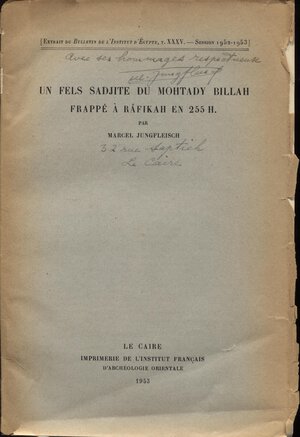 [Extrait du Bulletin de l'Institut d'Égypte, t. XXXV. — Session 1952-1953]
Avec ses hommages respectueux
M. Jungfleisch
UN FELS SADJITE DU MOHTADY BILLAH
FRAPPÉ À RÂFIKAH EN 255 H.
PAR
MARCEL JUNGFLEISCH
32 rue Saptieh
Le Caire
LE CAIRE
IMPRIMERIE DE L'INSTITUT FRANÇAIS
D'ARCHÉOLOGIE ORIENTALE
1953